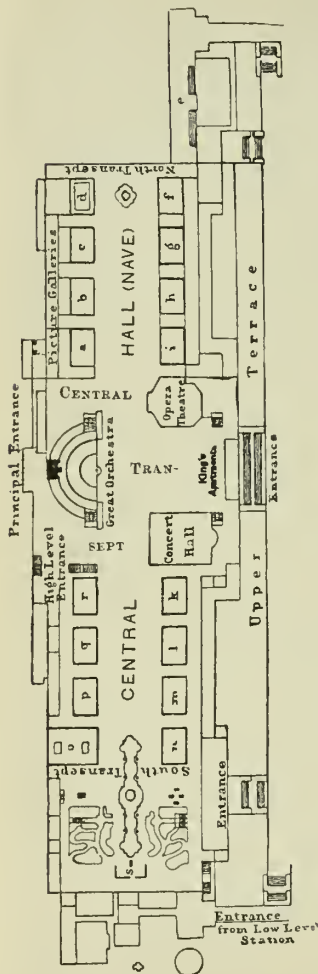 Principal Entrance
North Transept
Picture Galleries
High Level
Entrance
d
c
b
a
HALL (NAVE)
f
g
h
i
e
CENTRAL
TRAN-
SEPT
Great Orchestra
Opera
Theatre
King's
Apartments
Entrance
Concert
Hall
CENTRAL
r
q
p
o
k
l
m
n
South Transept
s
Upper Terrace
Entrance
Entrance
from Low Level
Station